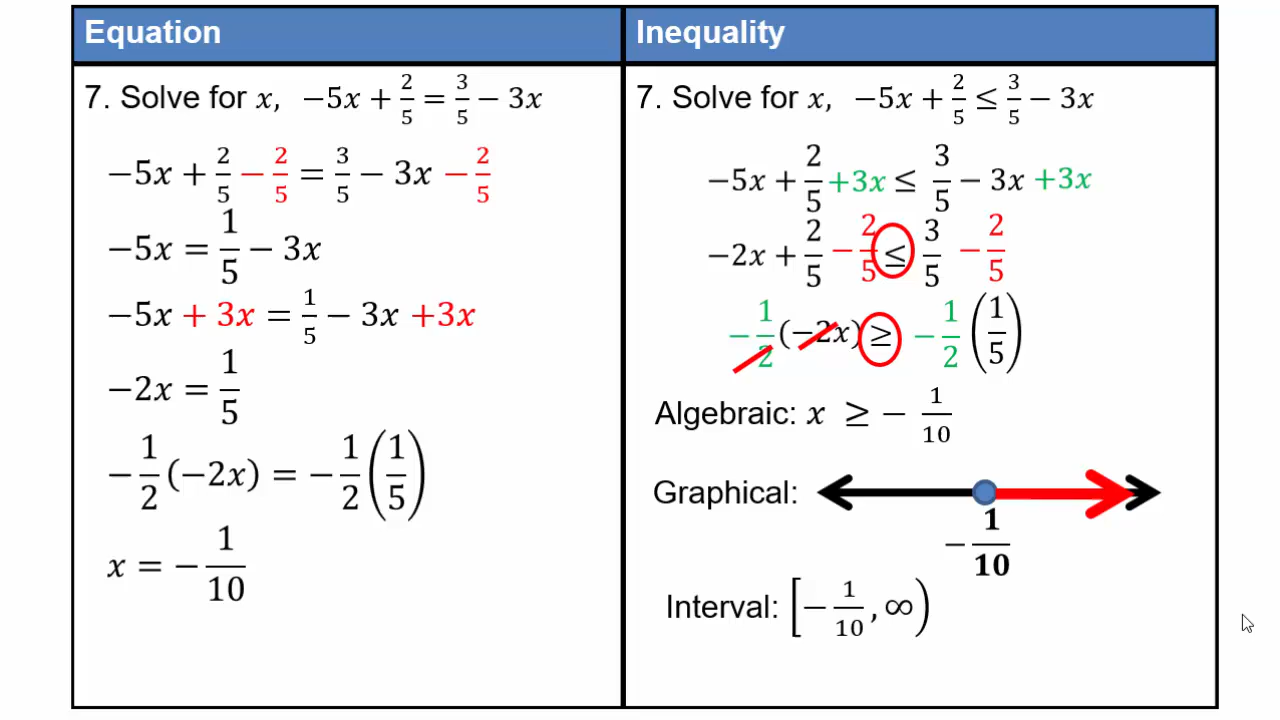 Equation
7. Solve for x, −5x + 2/5 = 3/5 − 3x
−5x + 2/5 − 2/5 = 3/5 − 3x − 2/5
−5x = 1/5 − 3x
−5x + 3x = 1/5 − 3x +3x
−2x = 1/5
−1/2 (−2x) = −1/2 (1/5)
x = −1/10
Inequality
7. Solve for x, −5x + 2/5 ≤ 3/5 − 3x
−5x + 2/5 +3x ≤ 3/5 − 3x +3x
−2x + 2/5 − 2/5 ≤ 3/5 − 2/5
−1/2 (−2x) ≥ −1/2 (1/5)
Algebraic: x ≥ − 1/10
Graphical:
−1/10
Interval: [−1/10, ∞)